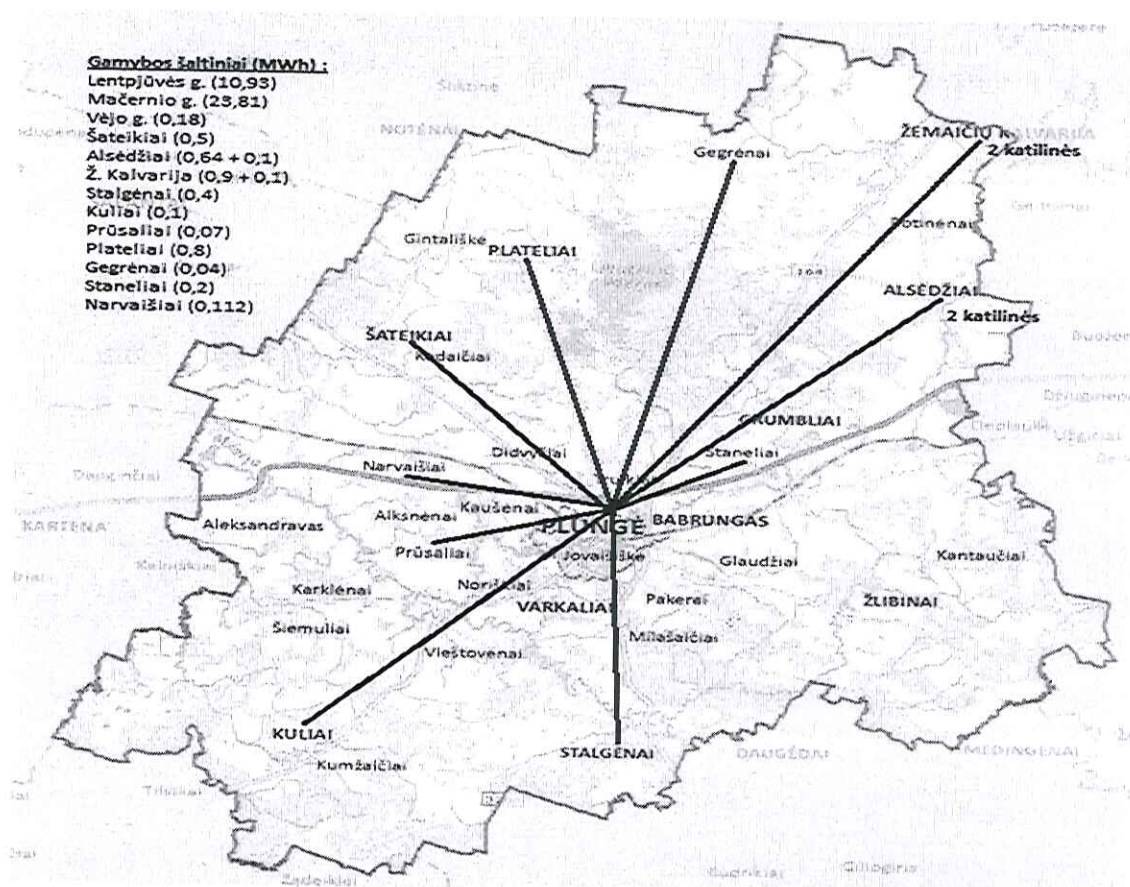 Gamybos šaltiniai (MWh) :
Lentpjūvės g. (10,93)
Mačernio g. (23,81)
Vėjo g. (0,18)
Šateikiai (0,5)
Alsėdžiai (0,64 + 0,1)
Ž. Kalvarija (0,9 + 0,1)
Stalgėnai (0,4)
Kuliai (0,1)
Prūsaliai (0,07)
Plateliai (0,8)
Gegrėnai (0,04)
Staneliai (0,2)
Narvaišiai (0,112)
NOTĖNAI
Gegrėnai
ŽEMAIČIŲ KALVARIJA
2 katilinės
Gintališkė
PLATELIAI
ALSĖDŽIAI
2 katilinės
ŠATEIKIAI
Kadaičiai
Didvyčiai
Staneliai
Narvaišiai
KARTENA
Aleksandravas
Alksnėnai
Kaušėnai
PLUNGĖ
BABRUNGAS
Prūsaliai
Jovaišiškė
Glaudžiai
Kantaučiai
Karklėnai
Noriškiai
VARKALIAI
Pakerai
ŽLIBINAI
Šiemuliai
Milašaičiai
Vieštovėnai
KULIAI
STALGĖNAI
DAUGĖDAI
MEDINGĖNAI
Kumžaičiai